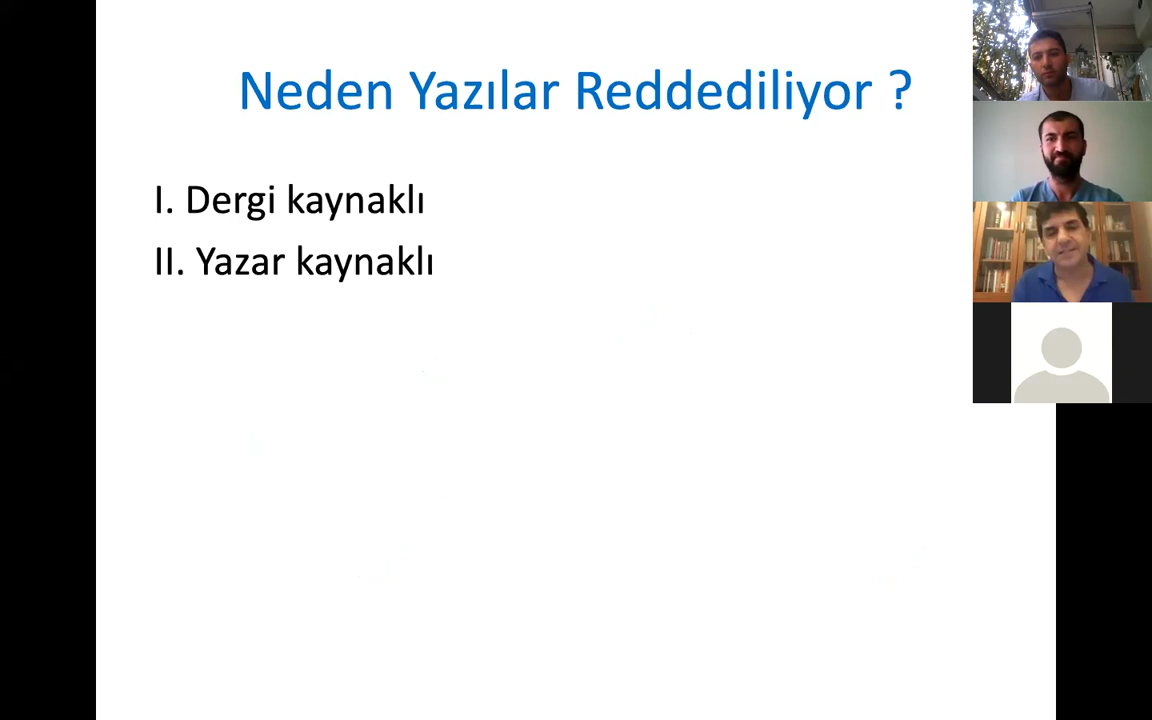 Neden Yazılar Reddediliyor ?
I. Dergi kaynaklı
II. Yazar kaynaklı